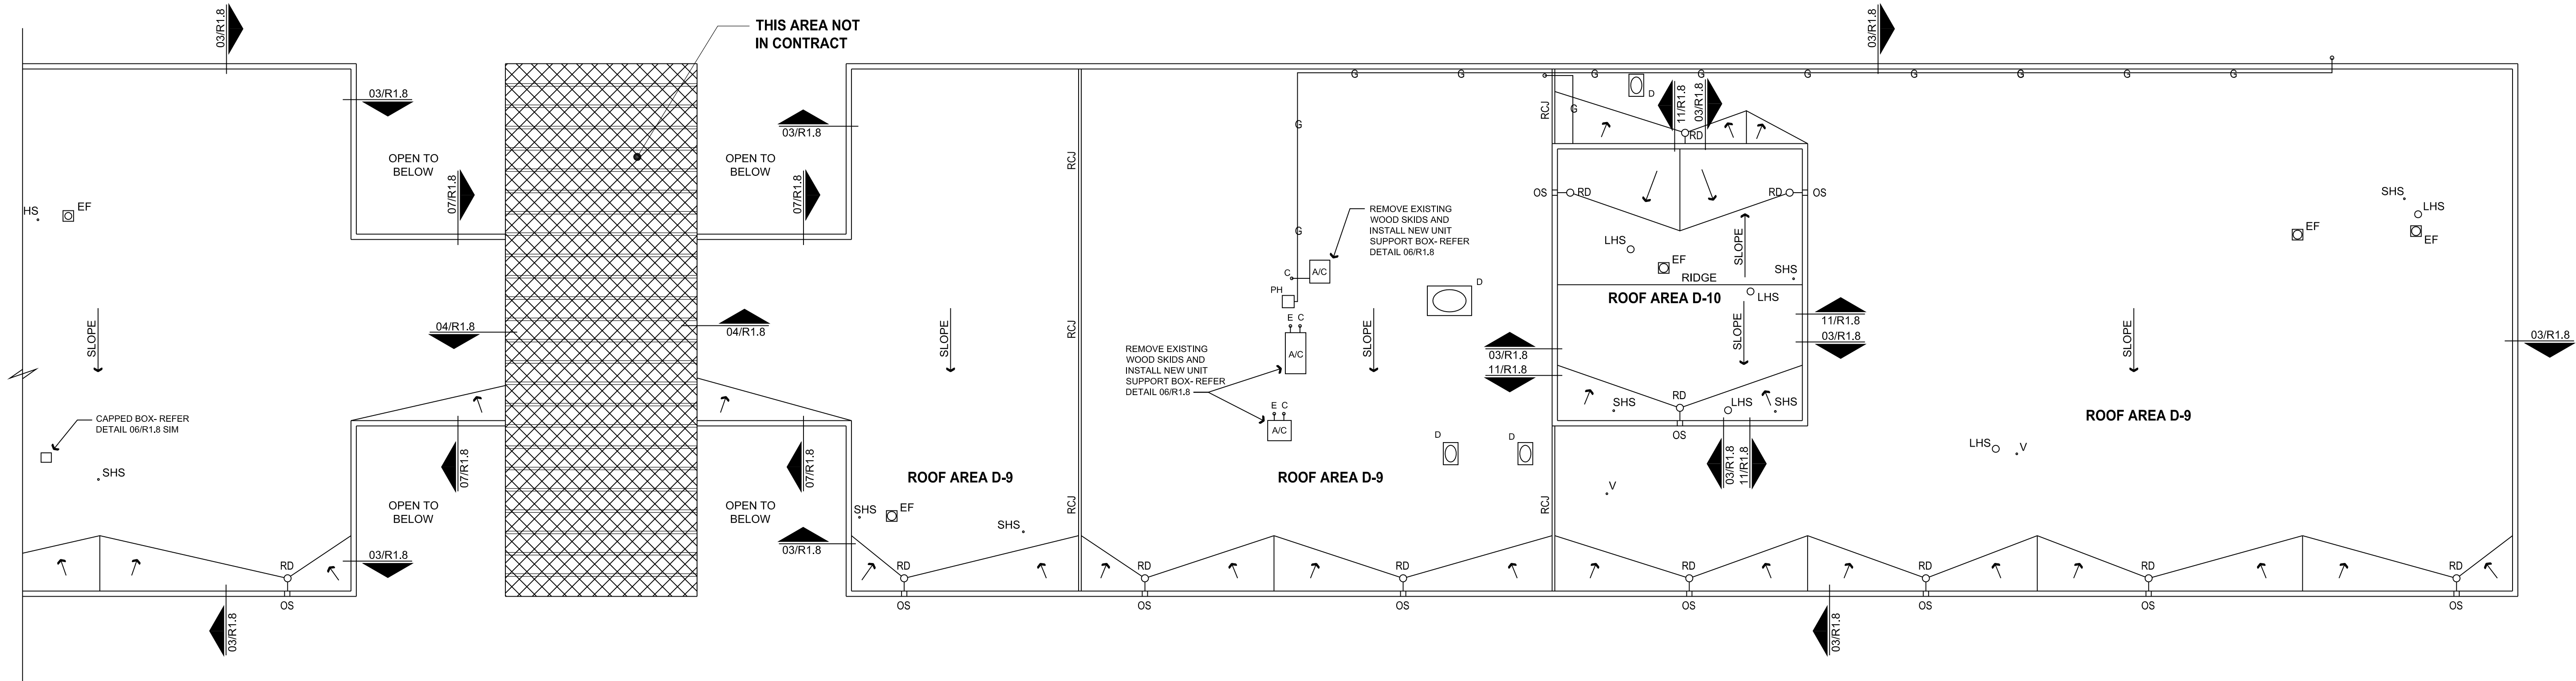 THIS AREA NOT
IN CONTRACT
03/R1.8
03/R1.8
03/R1.8
03/R1.8
G
G
G
G
G
G
G
G
G
D
11/R1.8
03/R1.8
RCJ
G
G
RD
OPEN TO
BELOW
OPEN TO
BELOW
RCJ
07/R1.8
07/R1.8
HS
EF
REMOVE EXISTING
WOOD SKIDS AND
INSTALL NEW UNIT
SUPPORT BOX- REFER
DETAIL 06/R1.8
G
OS
RD
RD
OS
SHS
LHS
EF
EF
LHS
EF
SLOPE
SHS
RIDGE
C
A/C
PH
D
ROOF AREA D-10
LHS
SLOPE
04/R1.8
04/R1.8
SLOPE
RCJ
E C
A/C
SLOPE
SLOPE
11/R1.8
03/R1.8
SLOPE
03/R1.8
03/R1.8
11/R1.8
REMOVE EXISTING
WOOD SKIDS AND
INSTALL NEW UNIT
SUPPORT BOX- REFER
DETAIL 06/R1.8
E C
A/C
RD
SHS
LHS
SHS
ROOF AREA D-9
CAPPED BOX- REFER
DETAIL 06/R1,8 SIM
D
D
OS
LHS
V
SHS
07/R1.8
07/R1.8
ROOF AREA D-9
ROOF AREA D-9
03/R1.8
11/R1.8
V
OPEN TO
BELOW
OPEN TO
BELOW
SHS
EF
SHS
RCJ
RCJ
03/R1.8
03/R1.8
RD
RD
RD
RD
RD
RD
RD
RD
OS
OS
OS
OS
OS
OS
OS
OS
03/R1.8
03/R1.8